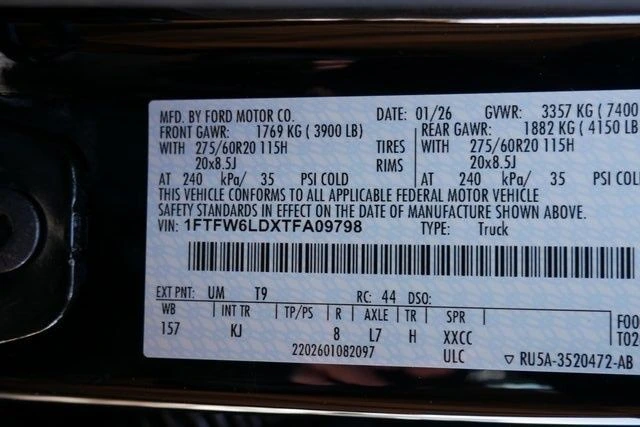 MFD. BY FORD MOTOR CO. DATE: 01/26 GVWR: 3357 KG ( 7400
FRONT GAWR: 1769 KG ( 3900 LB) REAR GAWR: 1882 KG ( 4150 LB
WITH 275/60R20 115H TIRES WITH 275/60R20 115H
20x8.5J RIMS 20x8.5J
AT 240 kPa/ 35 PSI COLD AT 240 kPa/ 35 PSI COL
THIS VEHICLE CONFORMS TO ALL APPLICABLE FEDERAL MOTOR VEHICLE
SAFETY STANDARDS IN EFFECT ON THE DATE OF MANUFACTURE SHOWN ABOVE.
VIN: 1FTFW6LDXTFA09798 TYPE: Truck
EXT PNT: UM T9 RC: 44 DSO:
WB INT TR TP/PS R AXLE TR SPR FOO
157 KJ 8 L7 H XXCC TO2
2202601082097 ULC ▽ RU5A-3520472-AB